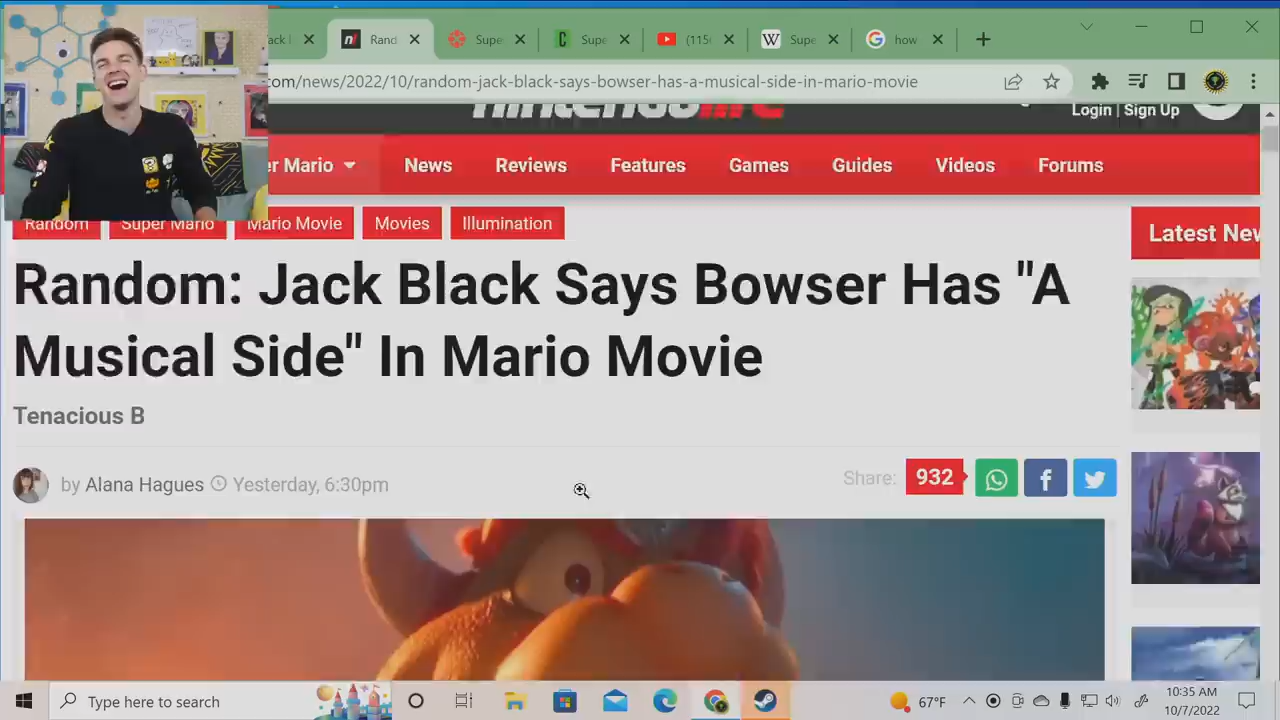 Rand
Supe
Supe
(115
Supe
how
com/news/2022/10/random-jack-black-says-bowser-has-a-musical-side-in-mario-movie
nintendolife
Login | Sign Up
er Mario
News
Reviews
Features
Games
Guides
Videos
Forums
Random
Super Mario
Mario Movie
Movies
Illumination
Latest New
Random: Jack Black Says Bowser Has "A
Musical Side" In Mario Movie
Tenacious B
by Alana Hagues
Yesterday, 6:30pm
Share:
932
Type here to search
67°F
10:35 AM
10/7/2022